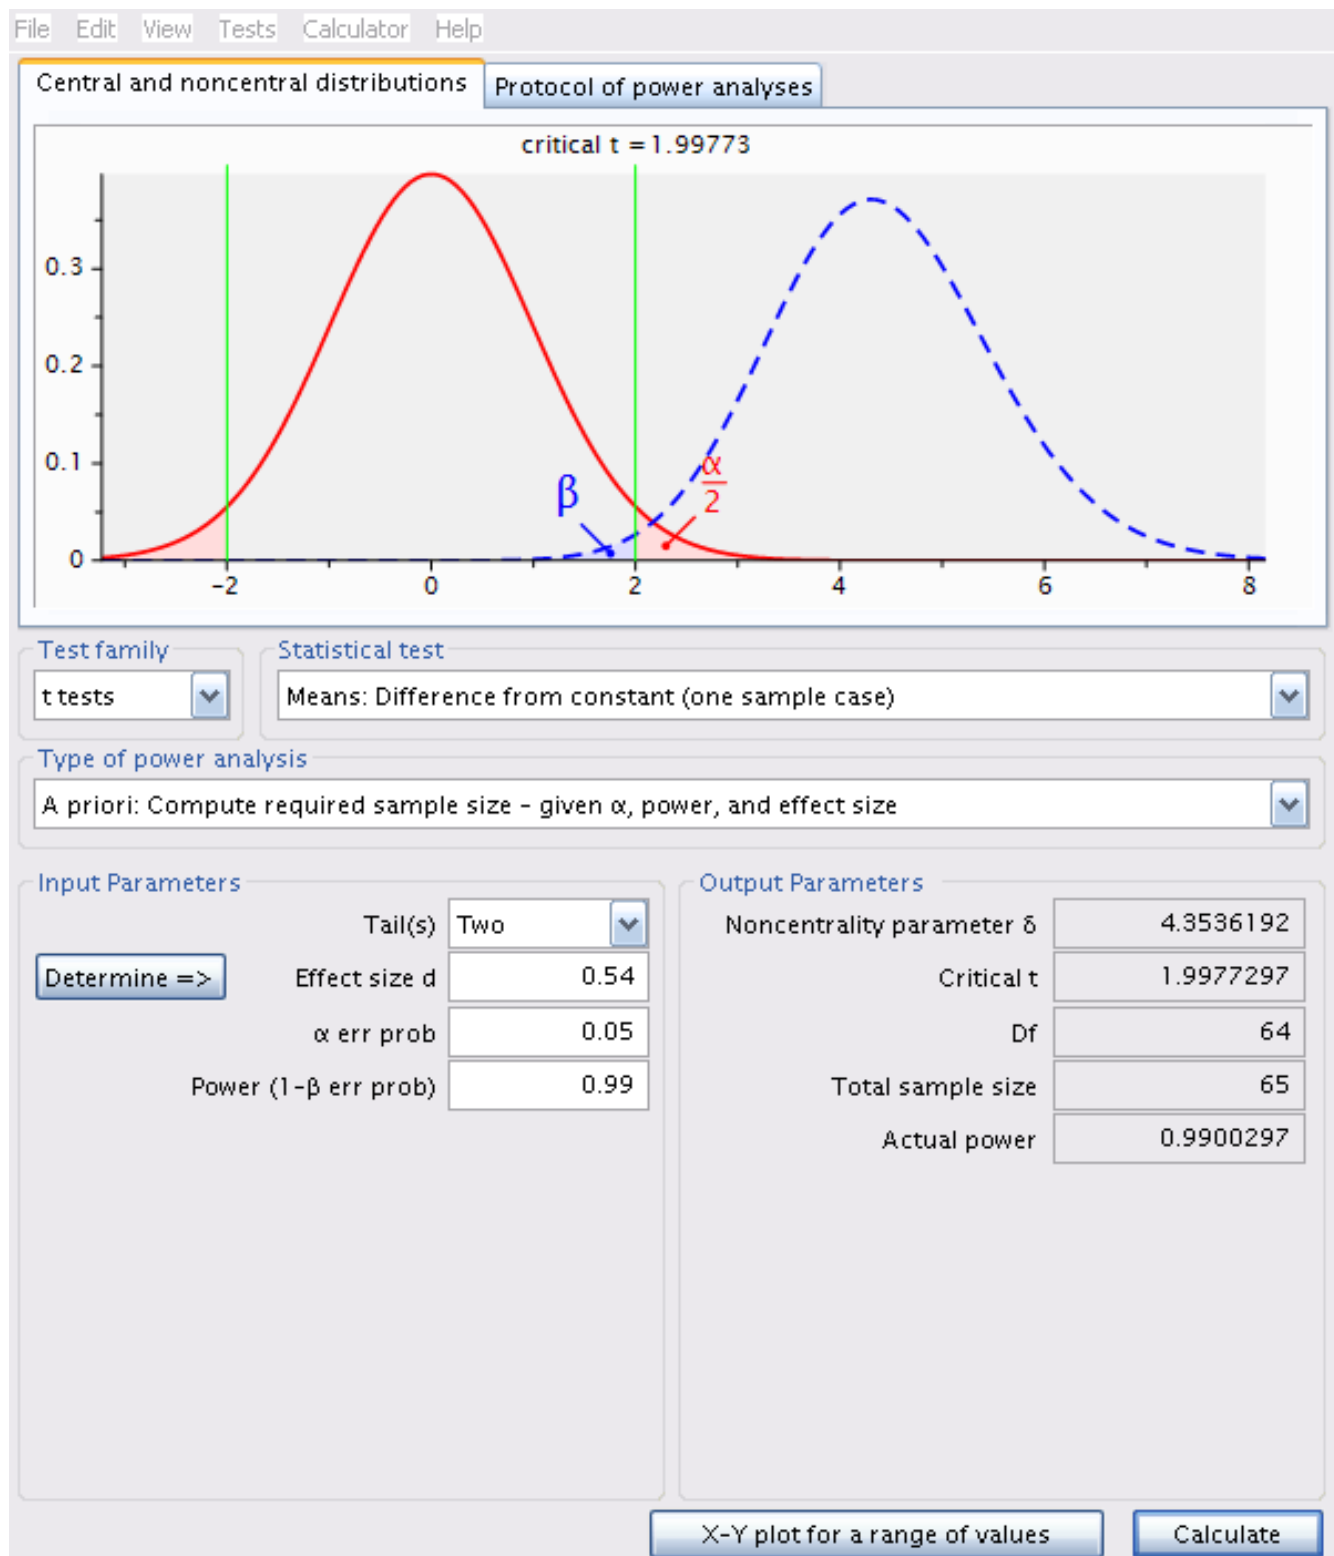 File Edit View Tests Calculator Help
Central and noncentral distributions Protocol of power analyses
critical t = 1.99773
0.3
0.2
0.1
0
β
α
2
-2 0 2 4 6 8
Test family Statistical test
t tests Means: Difference from constant (one sample case)
Type of power analysis
A priori: Compute required sample size - given α, power, and effect size
Input Parameters Output Parameters
Tail(s) Two Noncentrality parameter δ 4.3536192
Determine => Effect size d 0.54 Critical t 1.9977297
α err prob 0.05 Df 64
Power (1-β err prob) 0.99 Total sample size 65
Actual power 0.9900297
X-Y plot for a range of values Calculate